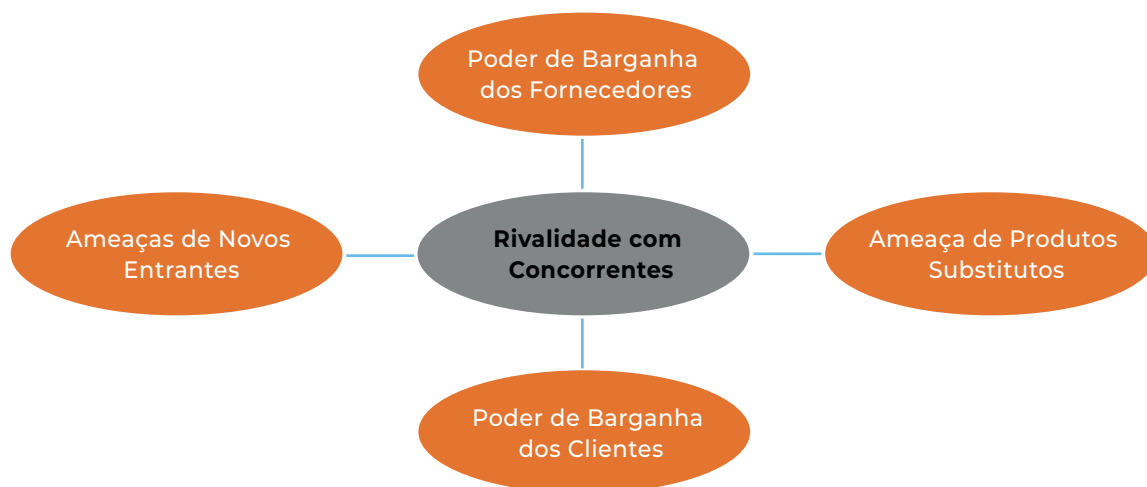 Poder de Barganha
dos Fornecedores
Ameaças de Novos
Entrantes
Rivalidade com
Concorrentes
Ameaça de Produtos
Substitutos
Poder de Barganha
dos Clientes